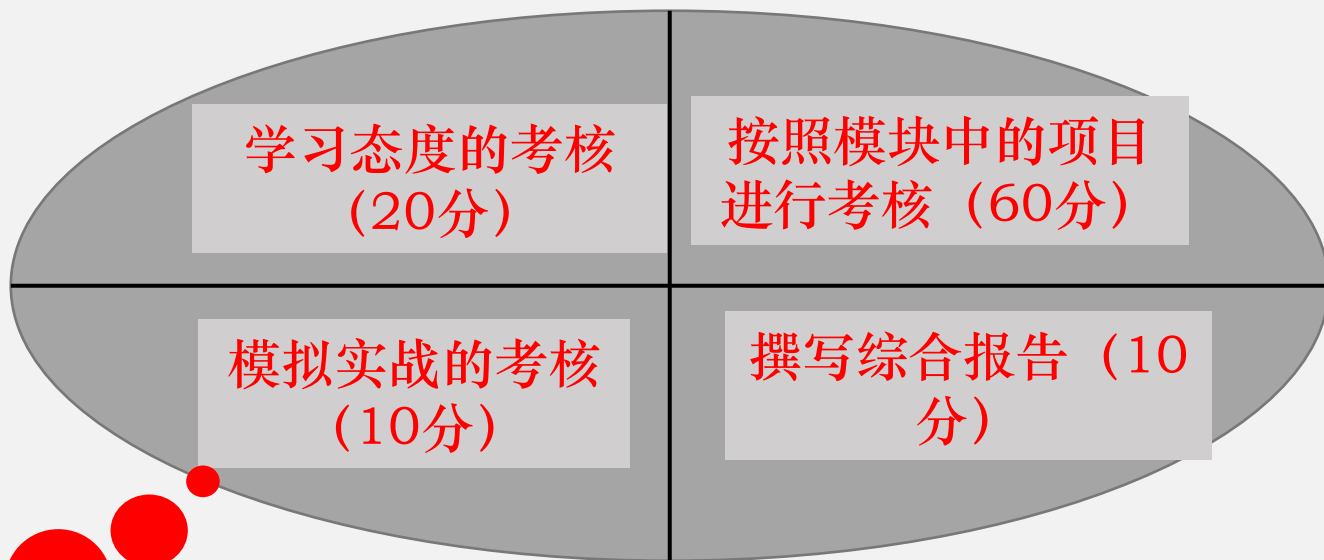 学习态度的考核
（20分）
按照模块中的项目
进行考核（60分）
模拟实战的考核
（10分）
撰写综合报告（10
分）